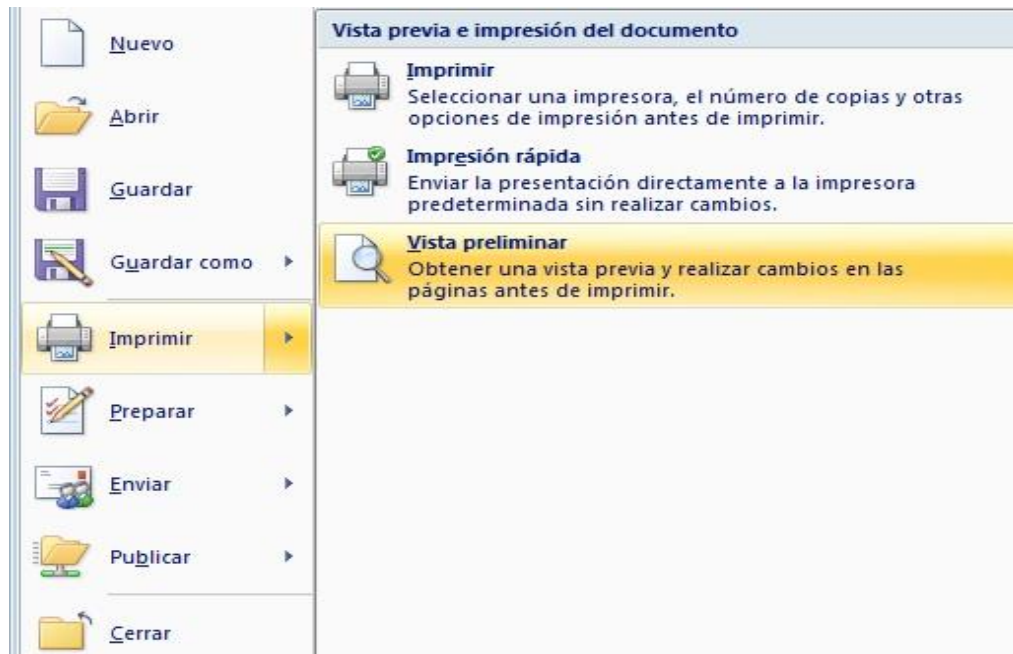 Nuevo
Abrir
Guardar
Guardar como
Imprimir
Preparar
Enviar
Publicar
Cerrar
Vista previa e impresión del documento
Imprimir
Seleccionar una impresora, el número de copias y otras
opciones de impresión antes de imprimir.
Impresión rápida
Enviar la presentación directamente a la impresora
predeterminada sin realizar cambios.
Vista preliminar
Obtener una vista previa y realizar cambios en las
páginas antes de imprimir.